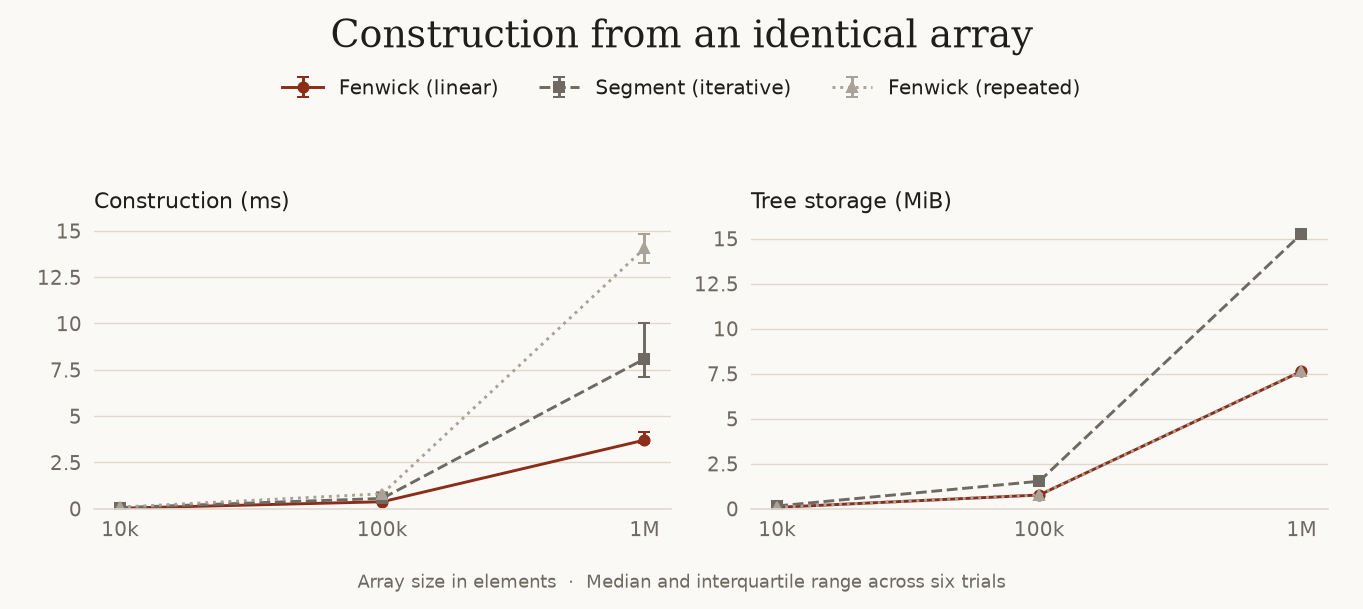 Construction from an identical array
Fenwick (linear)
Segment (iterative)
Fenwick (repeated)
Construction (ms)
15
12.5
10
7.5
5
2.5
0
10k
100k
1M
Tree storage (MiB)
15
12.5
10
7.5
5
2.5
0
10k
100k
1M
Array size in elements · Median and interquartile range across six trials